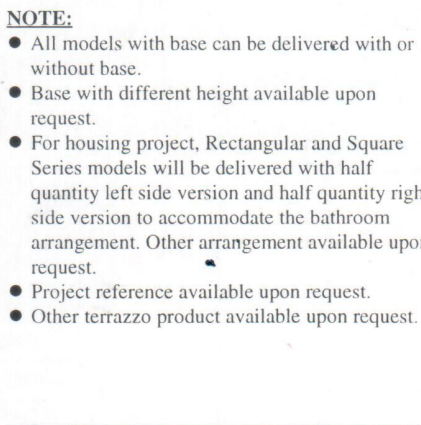 NOTE:
● All models with base can be delivered with or
without base.
● Base with different height available upon
request.
● For housing project, Rectangular and Square
Series models will be delivered with half
quantity left side version and half quantity righ
side version to accommodate the bathroom
arrangement. Other arrangement available upo
request.
● Project reference available upon request.
● Other terrazzo product available upon request.